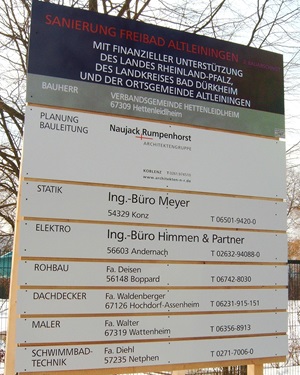 SANIERUNG FREIBAD ALTLEININGEN
MIT FINANZIELLER UNTERSTÜTZUNG
DES LANDES RHEINLAND-PFALZ,
DES LANDKREISES BAD DÜRKHEIM
UND DER ORTSGEMEINDE ALTLEININGEN
BAUHERR VERBANDSGEMEINDE HETTENLEIDLHEIM
67309 Hettenleidlheim
PLANUNG
BAULEITUNG
Naujack Rumpenhorst
ARCHITEKTENGRUPPE
KOBLENZ
STATIK Ing.-Büro Meyer
54329 Konz T 06501-9420-0
ELEKTRO Ing.-Büro Himmen & Partner
56603 Andernach T 02632-94088-0
ROHBAU Fa. Deisen
56148 Boppard T 06742-8030
DACHDECKER Fa. Waldenberger
67126 Hochdorf-Assenheim T 06231-915-151
MALER Fa. Walter
67319 Wattenheim T 06356-8913
SCHWIMMBAD- Fa. Diehl
TECHNIK 57235 Netphen T 0271-7006-0